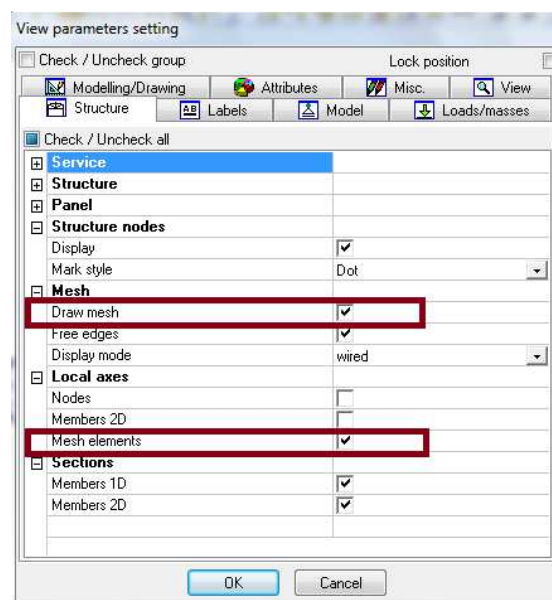 View parameters setting
Check / Uncheck group Lock position
Modelling/Drawing Attributes Misc. View
Structure Labels Model Loads/masses
Check / Uncheck all
Service
Structure
Panel
Structure nodes
Display
Mark style Dot
Mesh
Draw mesh
Free edges
Display mode wired
Local axes
Nodes
Members 2D
Mesh elements
Sections
Members 1D
Members 2D
OK Cancel